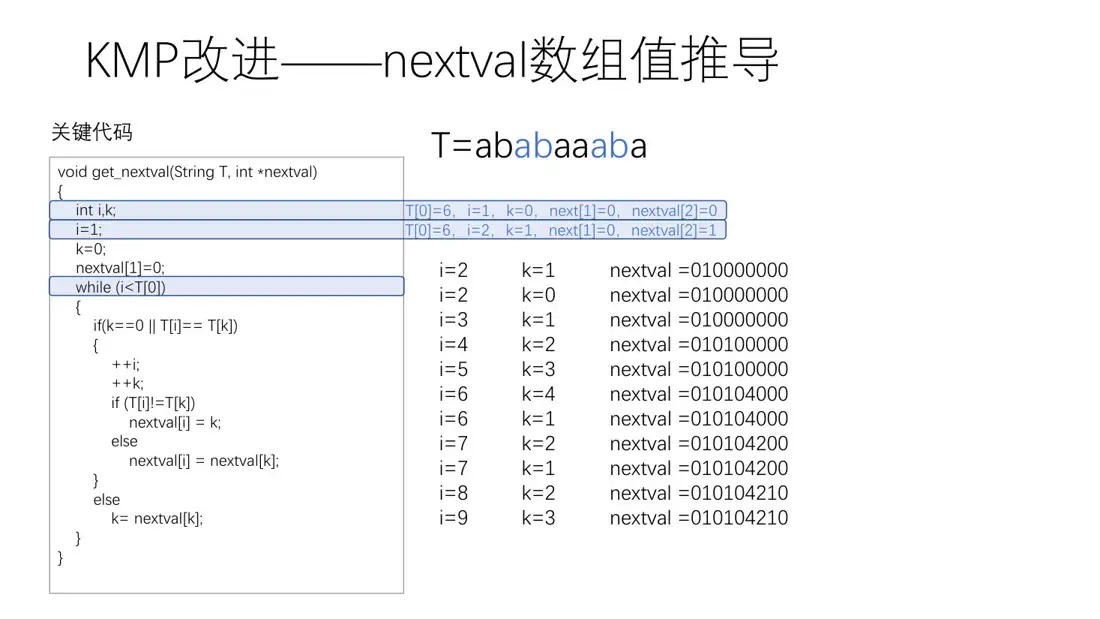 KMP改进——nextval数组值推导
关键代码
T=ababaaaba
void get_nextval(String T, int *nextval)
{
int i,k;
i=1;
k=0;
nextval[1]=0;
while (i<T[0])
{
if(k==0 || T[i]== T[k])
{
++i;
++k;
if (T[i]!=T[k])
nextval[i] = k;
else
nextval[i] = nextval[k];
}
else
k= nextval[k];
}
}
T[0]=6, i=1, k=0, next[1]=0, nextval[2]=0
T[0]=6, i=2, k=1, next[1]=0, nextval[2]=1
i=2 k=1 nextval =010000000
i=2 k=0 nextval =010000000
i=3 k=1 nextval =010000000
i=4 k=2 nextval =010100000
i=5 k=3 nextval =010100000
i=6 k=4 nextval =010104000
i=6 k=1 nextval =010104000
i=7 k=2 nextval =010104200
i=7 k=1 nextval =010104200
i=8 k=2 nextval =010104210
i=9 k=3 nextval =010104210